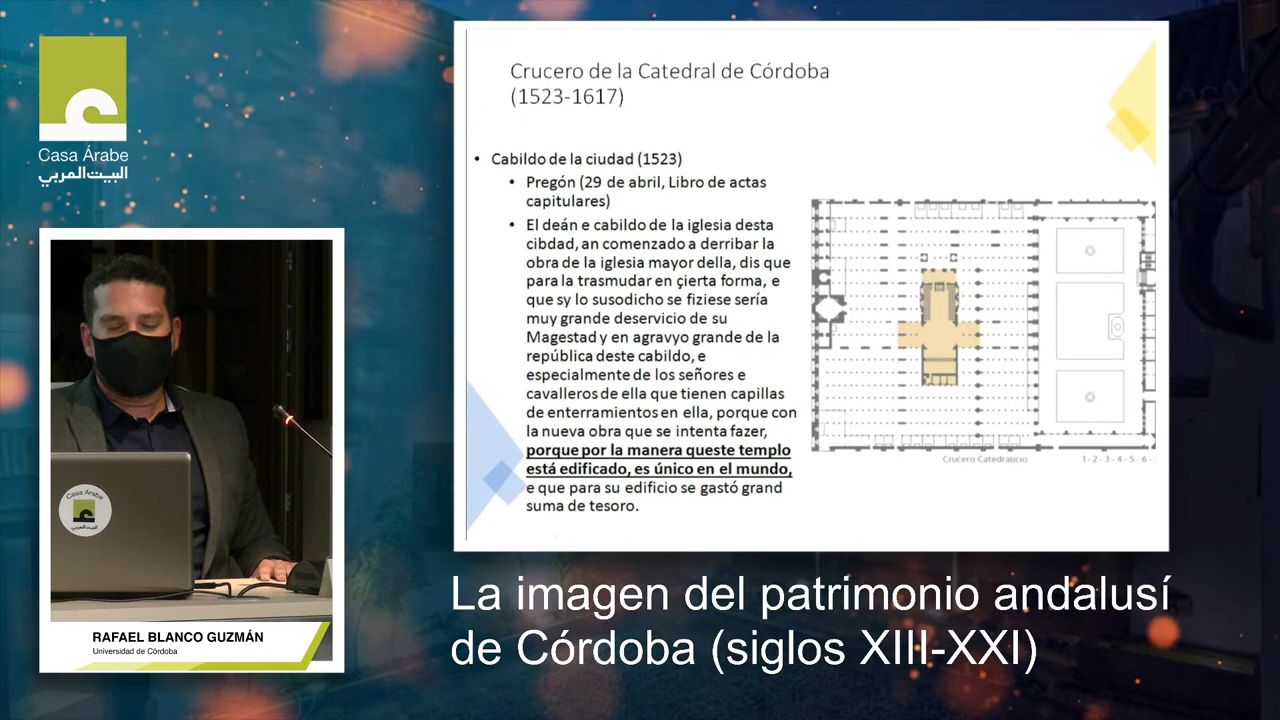 Casa Árabe
البيت العربي
Crucero de la Catedral de Córdoba
(1523-1617)
• Cabildo de la ciudad (1523)
• Pregón (29 de abril, Libro de actas
capitulares)
• El deán e cabildo de la iglesia desta
cibdad, an comenzado a derribar la
obra de la iglesia mayor della, dis que
para la trasmudar en çierta forma, e
que sy lo susodicho se fiziese sería
muy grande deservicio de su
Magestad y en agravyo grande de la
república deste cabildo, e
especialmente de los señores e
cavalleros de ella que tienen capillas
de enterramientos en ella, porque con
la nueva obra que se intenta fazer,
porque por la manera queste templo
está edificado, es único en el mundo,
e que para su edificio se gastó grand
suma de tesoro.
Crucero Catedralicio
1 - 2 - 3 - 4 - 5 - 6 -
Casa Árabe
البيت العربي
RAFAEL BLANCO GUZMÁN
Universidad de Córdoba
La imagen del patrimonio andalusí
de Córdoba (siglos XIII-XXI)